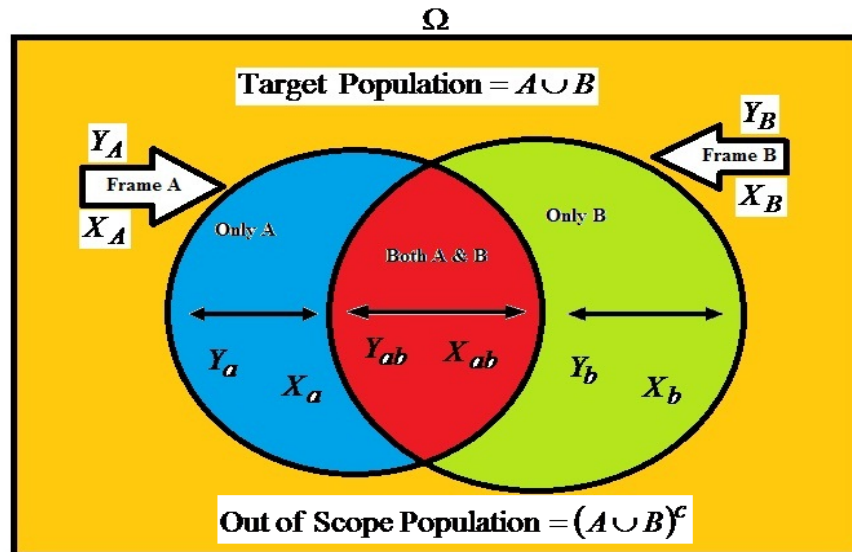 Ω
Target Population = A ∪ B
Y_A
Frame A
X_A
Y_B
Frame B
X_B
Only A
Both A & B
Only B
Y_a
X_a
Y_ab
X_ab
Y_b
X_b
Out of Scope Population = (A ∪ B)^c